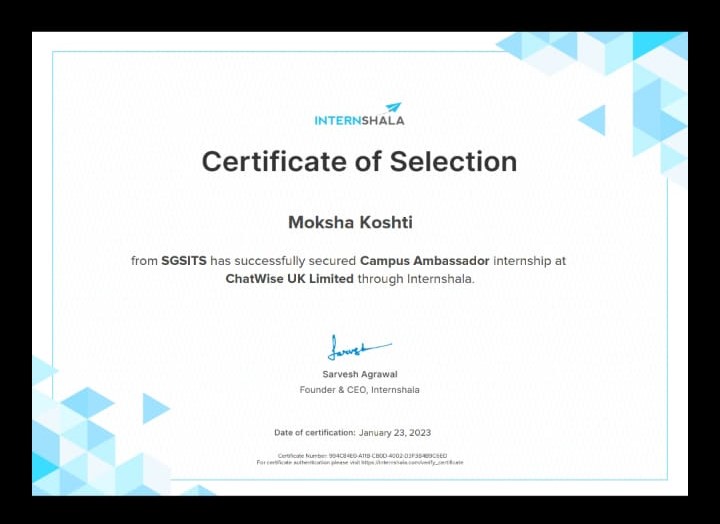 INTERNSHALA
Certificate of Selection
Moksha Koshti
from SGSITS has successfully secured Campus Ambassador internship at
ChatWise UK Limited through Internshala.
Sarvesh
Sarvesh Agrawal
Founder & CEO, Internshala
Date of certification: January 23, 2023
Certificate Number:
For certificate authentication please visit https://internshala.com/verify_certificate